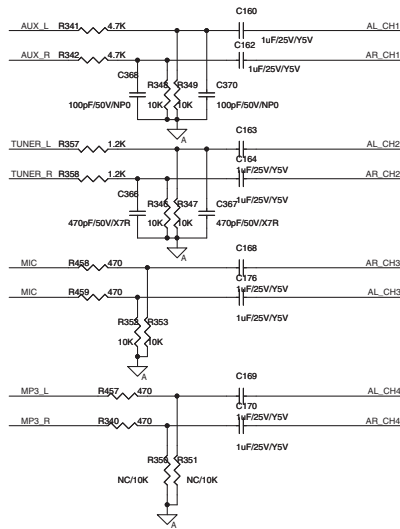 C160
AUX_L R341 4.7K AL_CH1
1uF/25V/Y5V
C162
AUX_R R342 4.7K AR_CH1
1uF/25V/Y5V
C368 R348 R349 C370
100pF/50V/NP0 10K 10K 100pF/50V/NP0
A
C163
TUNER_L R357 1.2K AL_CH2
C164
1uF/25V/Y5V
TUNER_R R358 1.2K AR_CH2
1uF/25V/Y5V
C366 R346 R347 C367
470pF/50V/X7R 10K 10K 470pF/50V/X7R
A
C168
MIC R458 470 AR_CH3
C176
1uF/25V/Y5V
MIC R459 470 AL_CH3
1uF/25V/Y5V
R352 R353
10K 10K
A
C169
MP3_L R457 470 AL_CH4
C170
1uF/25V/Y5V
MP3_R R340 470 AR_CH4
1uF/25V/Y5V
R350 R351
NC/10K NC/10K
A